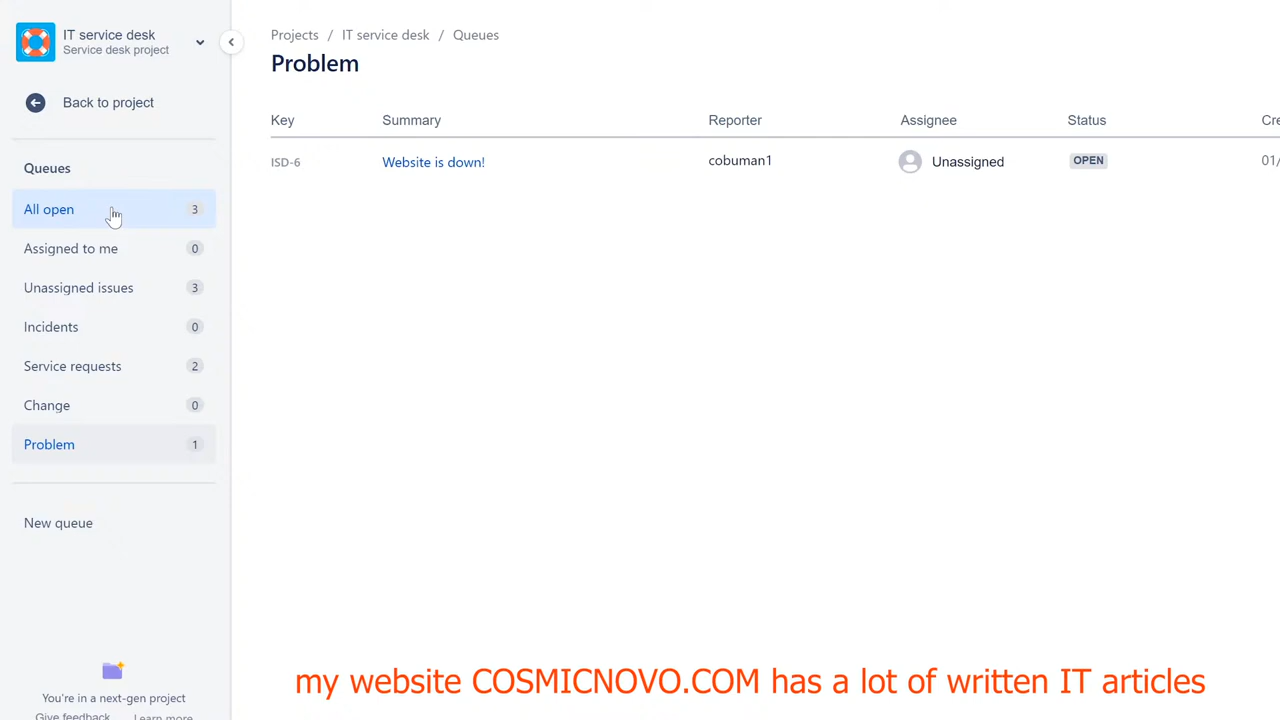 IT service desk
Service desk project
Back to project
Queues
All open 3
Assigned to me 0
Unassigned issues 3
Incidents 0
Service requests 2
Change 0
Problem 1
New queue
You're in a next-gen project
Give feedback Learn more
Projects / IT service desk / Queues
Problem
Key Summary Reporter Assignee Status Cre
ISD-6 Website is down! cobuman1 Unassigned OPEN 01/
my website COSMICNOVO.COM has a lot of written IT articles